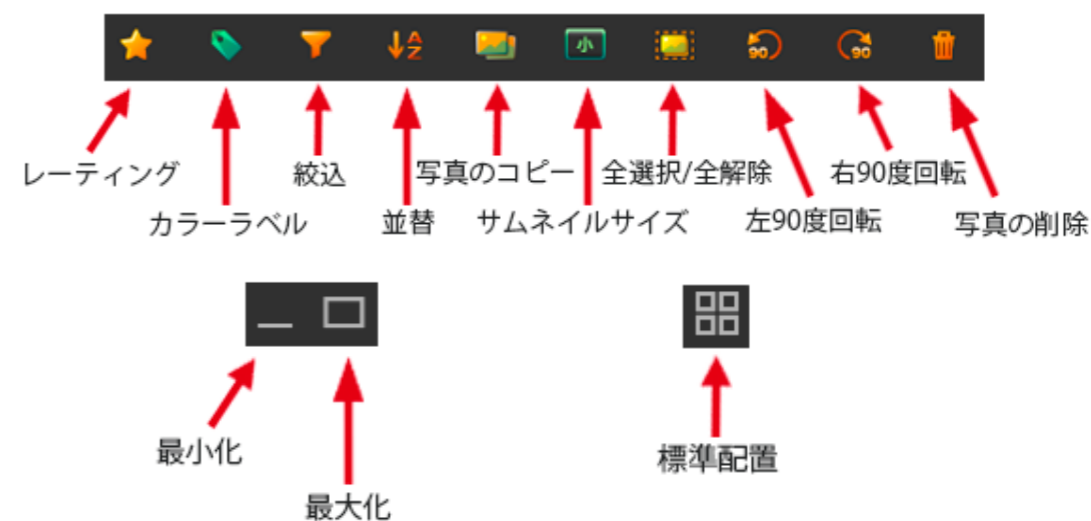 小
90
90
レーティング
絞込
写真のコピー
全選択/全解除
右90度回転
カラーラベル
並替
サムネイルサイズ
左90度回転
写真の削除
最小化
標準配置
最大化